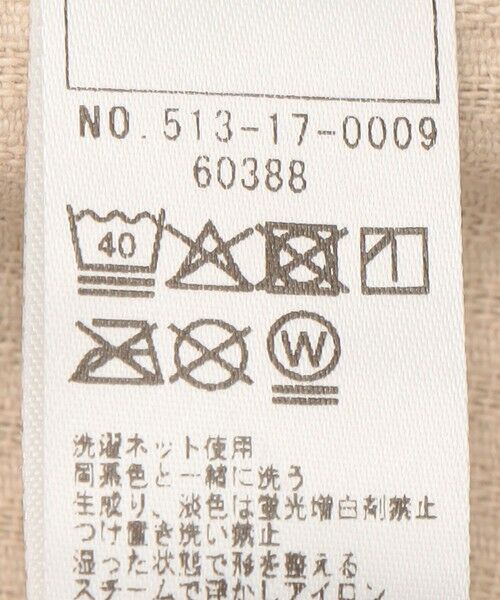 NO.513-17-0009
60388
40
W
洗濯ネット使用
同系色と一緒に洗う
生成り、淡色は蛍光増白剤禁止
つけ置き洗い禁止
湿った状態で形を整える
スチームで浮かしアイロン